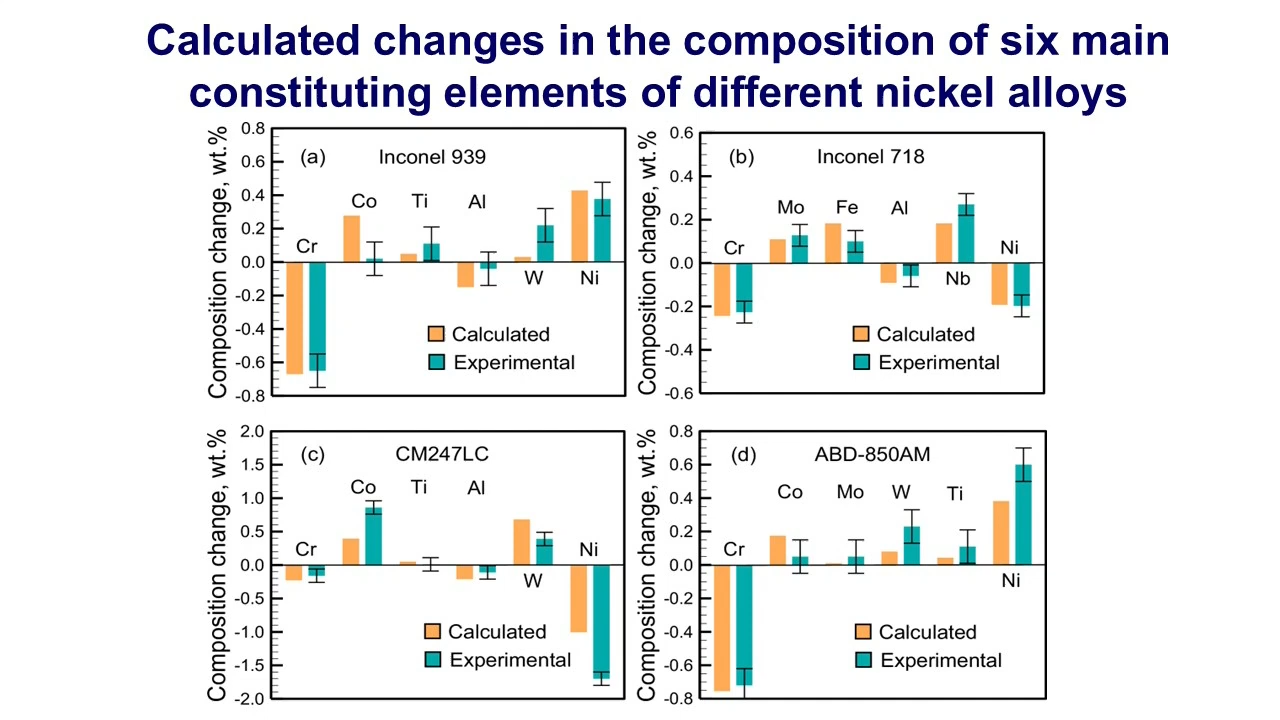 Calculated changes in the composition of six main
constituting elements of different nickel alloys
Composition change, wt.%
0.8
0.6
0.4
0.2
0.0
-0.2
-0.4
-0.6
-0.8
(a) Inconel 939
Co Ti Al
Cr
W Ni
Calculated
Experimental
Composition change, wt.%
0.6
0.4
0.2
0.0
-0.2
-0.4
-0.6
(b) Inconel 718
Mo Fe Al
Cr Ni
Nb
Calculated
Experimental
Composition change, wt.%
2.0
1.5
1.0
0.5
0.0
-0.5
-1.0
-1.5
-2.0
(c) CM247LC
Co Ti Al
Cr Ni
W
Calculated
Experimental
Composition change, wt.%
0.8
0.6
0.4
0.2
0.0
-0.2
-0.4
-0.6
-0.8
(d) ABD-850AM
Co Mo W Ti
Cr
Ni
Calculated
Experimental